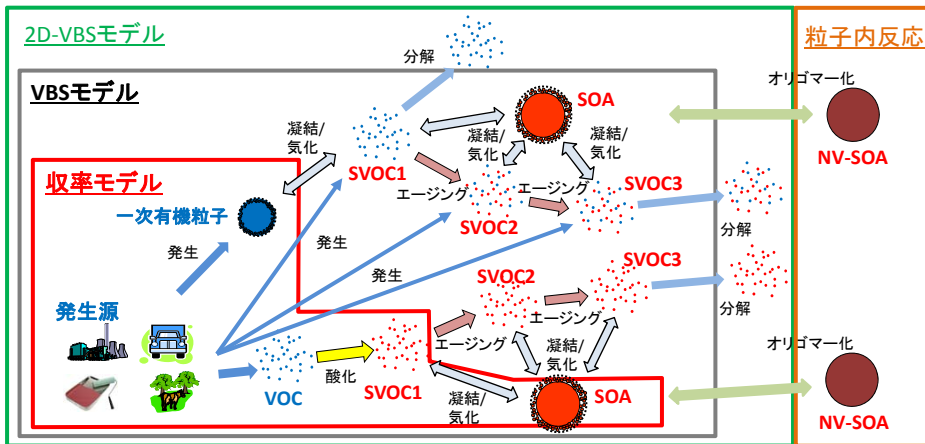 2D-VBSモデル
粒子内反応
分解
VBSモデル
オリゴマー化
SOA
凝結/
気化
凝結/
気化
凝結/
気化
NV-SOA
収率モデル
SVOC1
エージング
エージング
SVOC3
一次有機粒子
SVOC2
発生
発生
分解
発生
SVOC2
SVOC3
発生源
分解
エージング
エージング
オリゴマー化
凝結/
気化
酸化
VOC
SVOC1
凝結/
気化
SOA
NV-SOA